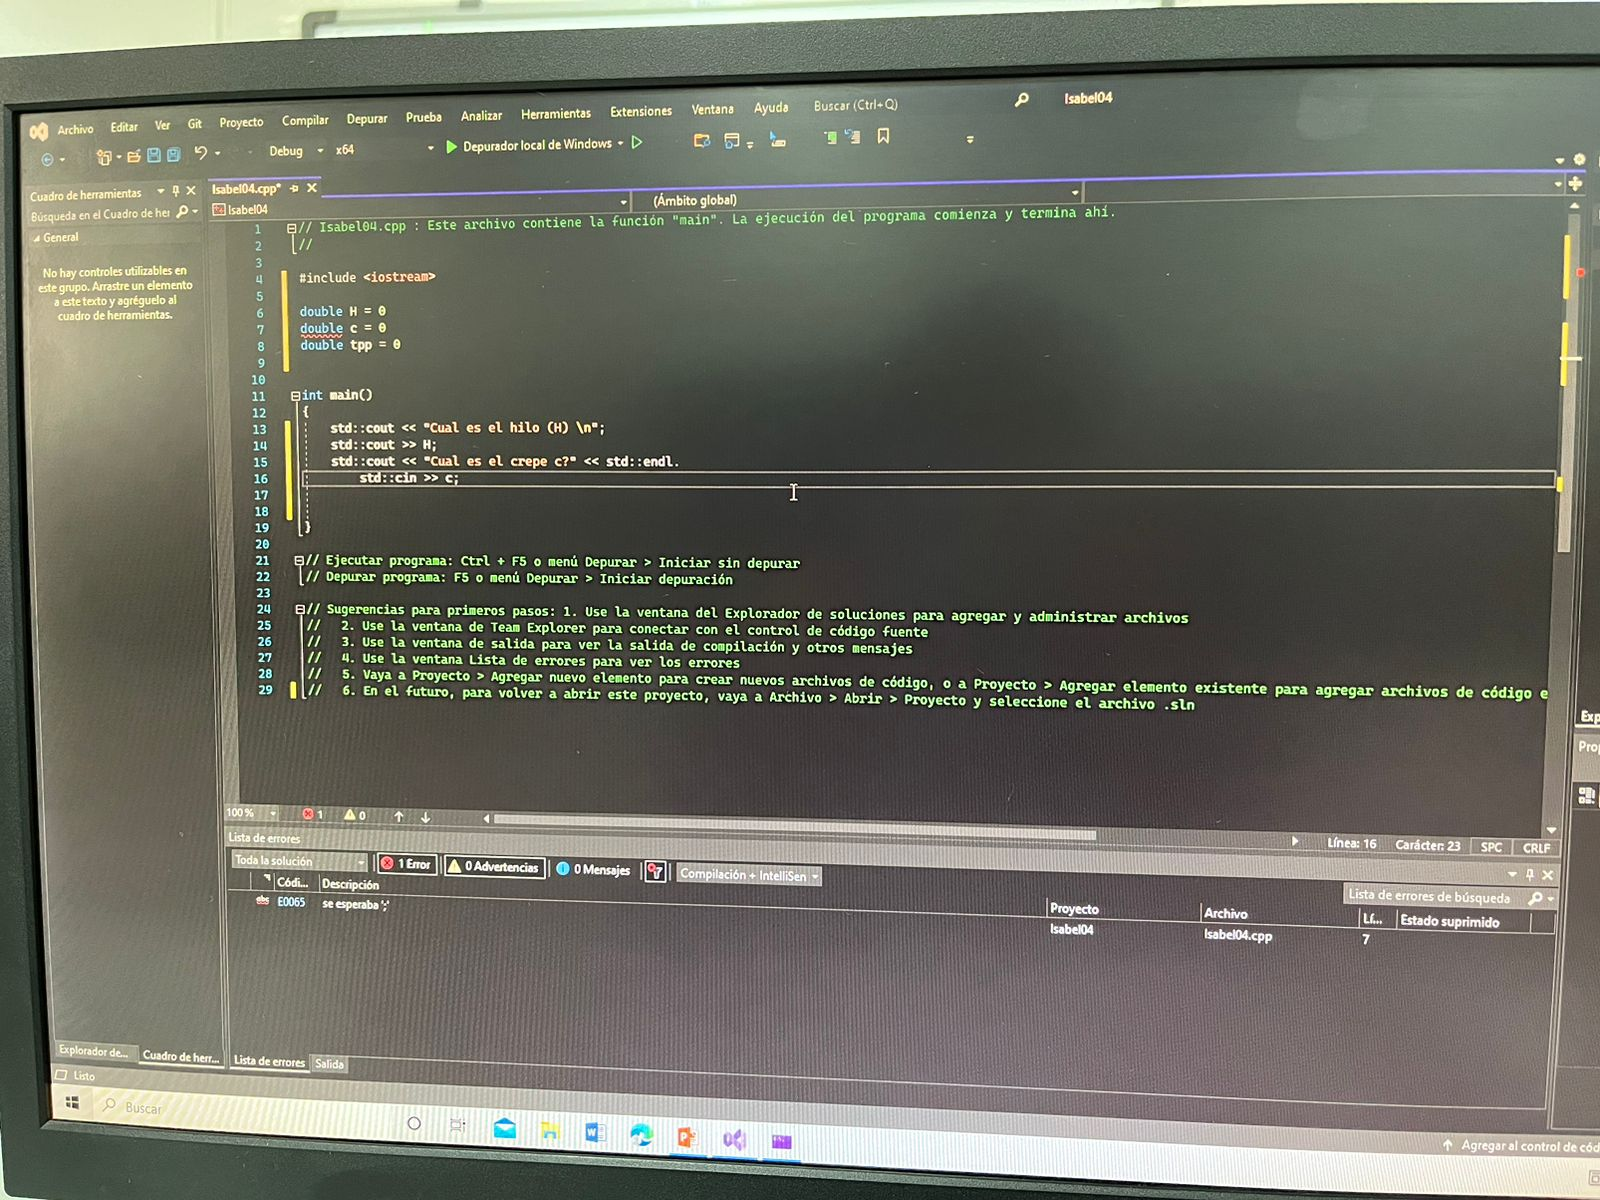 Archivo Editar Ver Git Proyecto Compilar Depurar Prueba Analizar Herramientas Extensiones Ventana Ayuda Buscar (Ctrl+Q) Isabel04
Debug x64 Depurador local de Windows
Cuadro de herramientas Isabel04.cpp*
Búsqueda en el Cuadro de her Isabel04 (Ámbito global)
General
No hay controles utilizables en
este grupo. Arrastre un elemento
a este texto y agréguelo al
cuadro de herramientas.
1 // Isabel04.cpp : Este archivo contiene la función "main". La ejecución del programa comienza y termina ahí.
2 //
3
4 #include <iostream>
5
6 double H = 0
7 double c = 0
8 double tpp = 0
9
10
11 int main()
12 {
13 std::cout << "Cual es el hilo (H) \n";
14 std::cout >> H;
15 std::cout << "Cual es el crepe c?" << std::endl.
16 std::cin >> c;
17
18
19 }
20
21 // Ejecutar programa: Ctrl + F5 o menú Depurar > Iniciar sin depurar
22 // Depurar programa: F5 o menú Depurar > Iniciar depuración
23
24 // Sugerencias para primeros pasos: 1. Use la ventana del Explorador de soluciones para agregar y administrar archivos
25 // 2. Use la ventana de Team Explorer para conectar con el control de código fuente
26 // 3. Use la ventana de salida para ver la salida de compilación y otros mensajes
27 // 4. Use la ventana Lista de errores para ver los errores
28 // 5. Vaya a Proyecto > Agregar nuevo elemento para crear nuevos archivos de código, o a Proyecto > Agregar elemento existente para agregar archivos de código e
29 // 6. En el futuro, para volver a abrir este proyecto, vaya a Archivo > Abrir > Proyecto y seleccione el archivo .sln
Exp
Pro
100 % 1 0 Línea: 16 Carácter: 23 SPC CRLF
Lista de errores
Toda la solución 1 Error 0 Advertencias 0 Mensajes Compilación + IntelliSen Lista de errores de búsqueda
Códi... Descripción Proyecto Archivo Lí... Estado suprimido
abc E0065 se esperaba ';' Isabel04 Isabel04.cpp 7
Explorador de... Cuadro de herr... Lista de errores Salida
Listo
Buscar
Agregar al control de cód